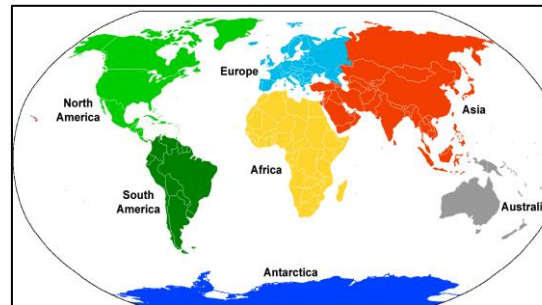 Europe
North
America
Asia
Africa
South
America
Australi
Antarctica